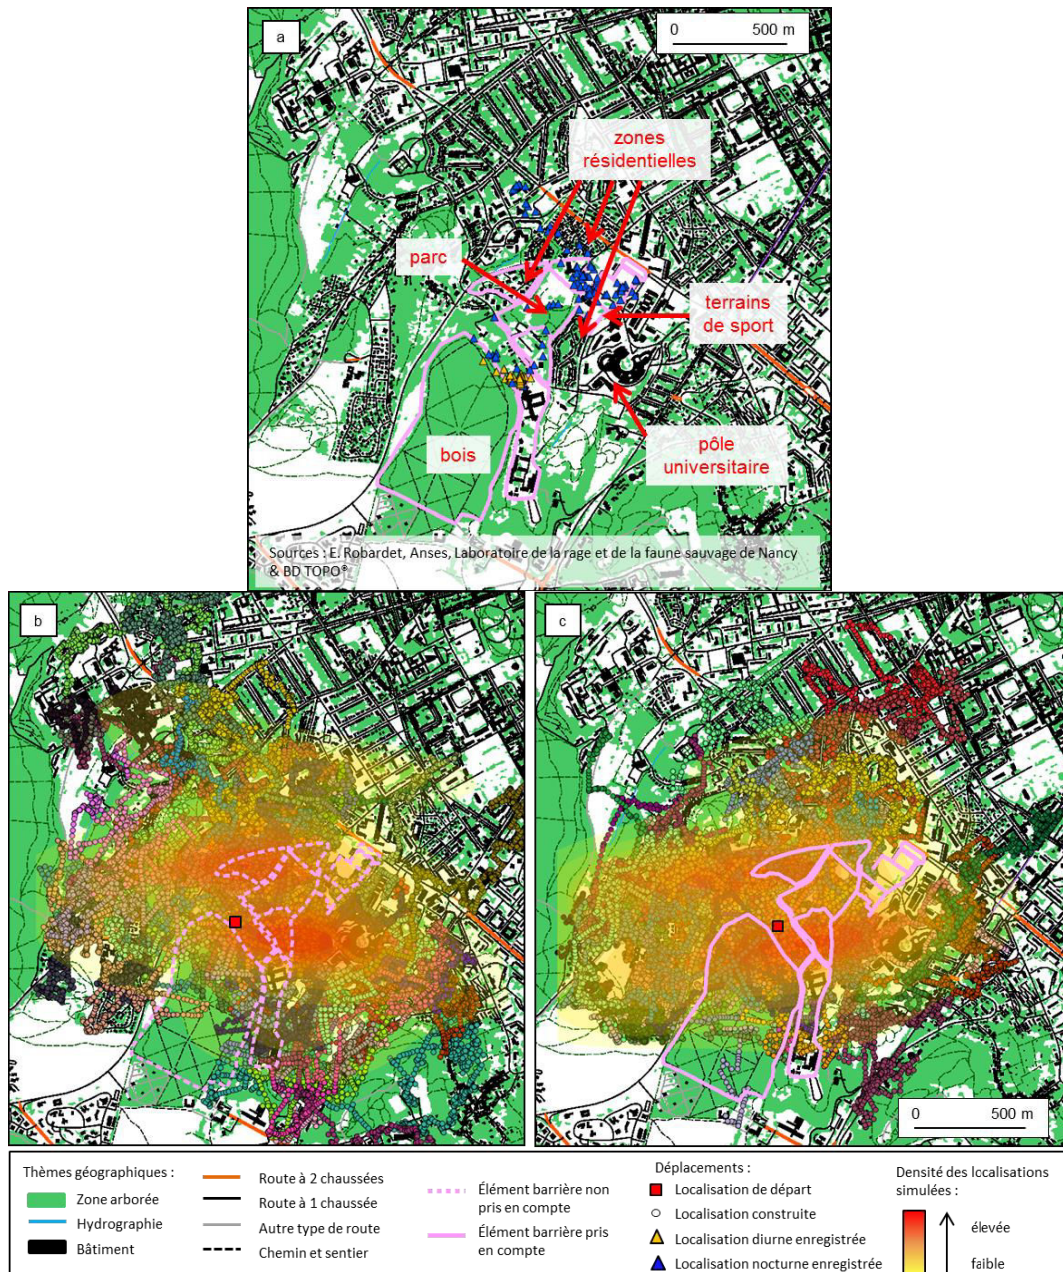 a
0 500 m
zones
résidentielles
parc
terrains
de sport
bois
pôle
universitaire
Sources : E. Robardet, Anses, Laboratoire de la rage et de la faune sauvage de Nancy
& BD TOPO®
b
c
0 500 m
Thèmes géographiques :
Zone arborée
Hydrographie
Bâtiment
Route à 2 chaussées
Route à 1 chaussée
Autre type de route
Chemin et sentier
Élément barrière non
pris en compte
Élément barrière pris
en compte
Déplacements :
Localisation de départ
Localisation construite
Localisation diurne enregistrée
Localisation nocturne enregistrée
Densité des localisations
simulées :
élevée
faible